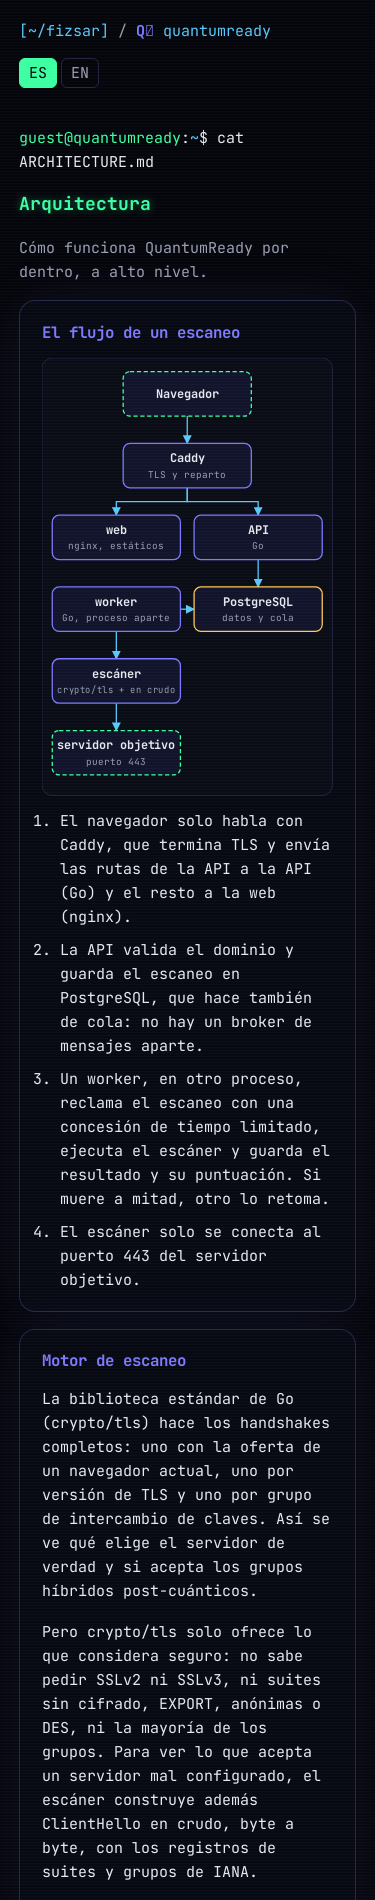 [~/fizsar] / Q quantumready
ES EN
guest@quantumready:~$ cat
ARCHITECTURE.md
Arquitectura
Cómo funciona QuantumReady por
dentro, a alto nivel.
El flujo de un escaneo
Navegador
Caddy
TLS y reparto
web
nginx, estáticos
API
Go
worker
Go, proceso aparte
PostgreSQL
datos y cola
escáner
crypto/tls + en crudo
servidor objetivo
puerto 443
1. El navegador solo habla con
Caddy, que termina TLS y envía
las rutas de la API a la API
(Go) y el resto a la web
(nginx).
2. La API valida el dominio y
guarda el escaneo en
PostgreSQL, que hace también
de cola: no hay un broker de
mensajes aparte.
3. Un worker, en otro proceso,
reclama el escaneo con una
concesión de tiempo limitado,
ejecuta el escáner y guarda el
resultado y su puntuación. Si
muere a mitad, otro lo retoma.
4. El escáner solo se conecta al
puerto 443 del servidor
objetivo.
Motor de escaneo
La biblioteca estándar de Go
(crypto/tls) hace los handshakes
completos: uno con la oferta de
un navegador actual, uno por
versión de TLS y uno por grupo
de intercambio de claves. Así se
ve qué elige el servidor de
verdad y si acepta los grupos
híbridos post-cuánticos.
Pero crypto/tls solo ofrece lo
que considera seguro: no sabe
pedir SSLv2 ni SSLv3, ni suites
sin cifrado, EXPORT, anónimas o
DES, ni la mayoría de los
grupos. Para ver lo que acepta
un servidor mal configurado, el
escáner construye además
ClientHello en crudo, byte a
byte, con los registros de
suites y grupos de IANA.